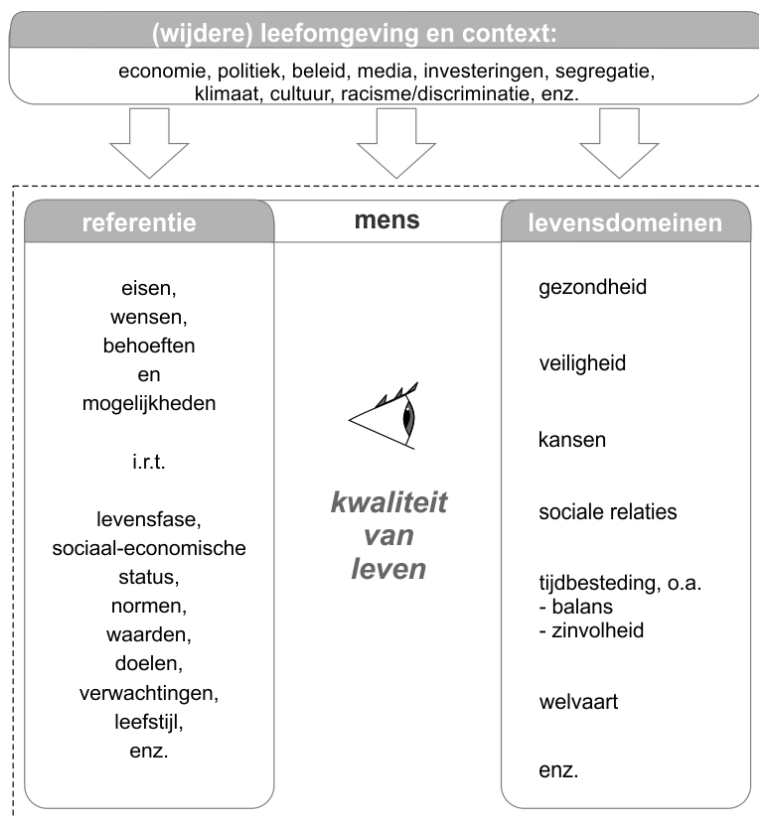 (wijdere) leefomgeving en context:
economie, politiek, beleid, media, investeringen, segregatie,
klimaat, cultuur, racisme/discriminatie, enz.
referentie
eisen,
wensen,
behoeften
en
mogelijkheden
i.r.t.
levensfase,
sociaal-economische
status,
normen,
waarden,
doelen,
verwachtingen,
leefstijl,
enz.
mens
kwaliteit
van
leven
levensdomeinen
gezondheid
veiligheid
kansen
sociale relaties
tijdbesteding, o.a.
- balans
- zinvolheid
welvaart
enz.